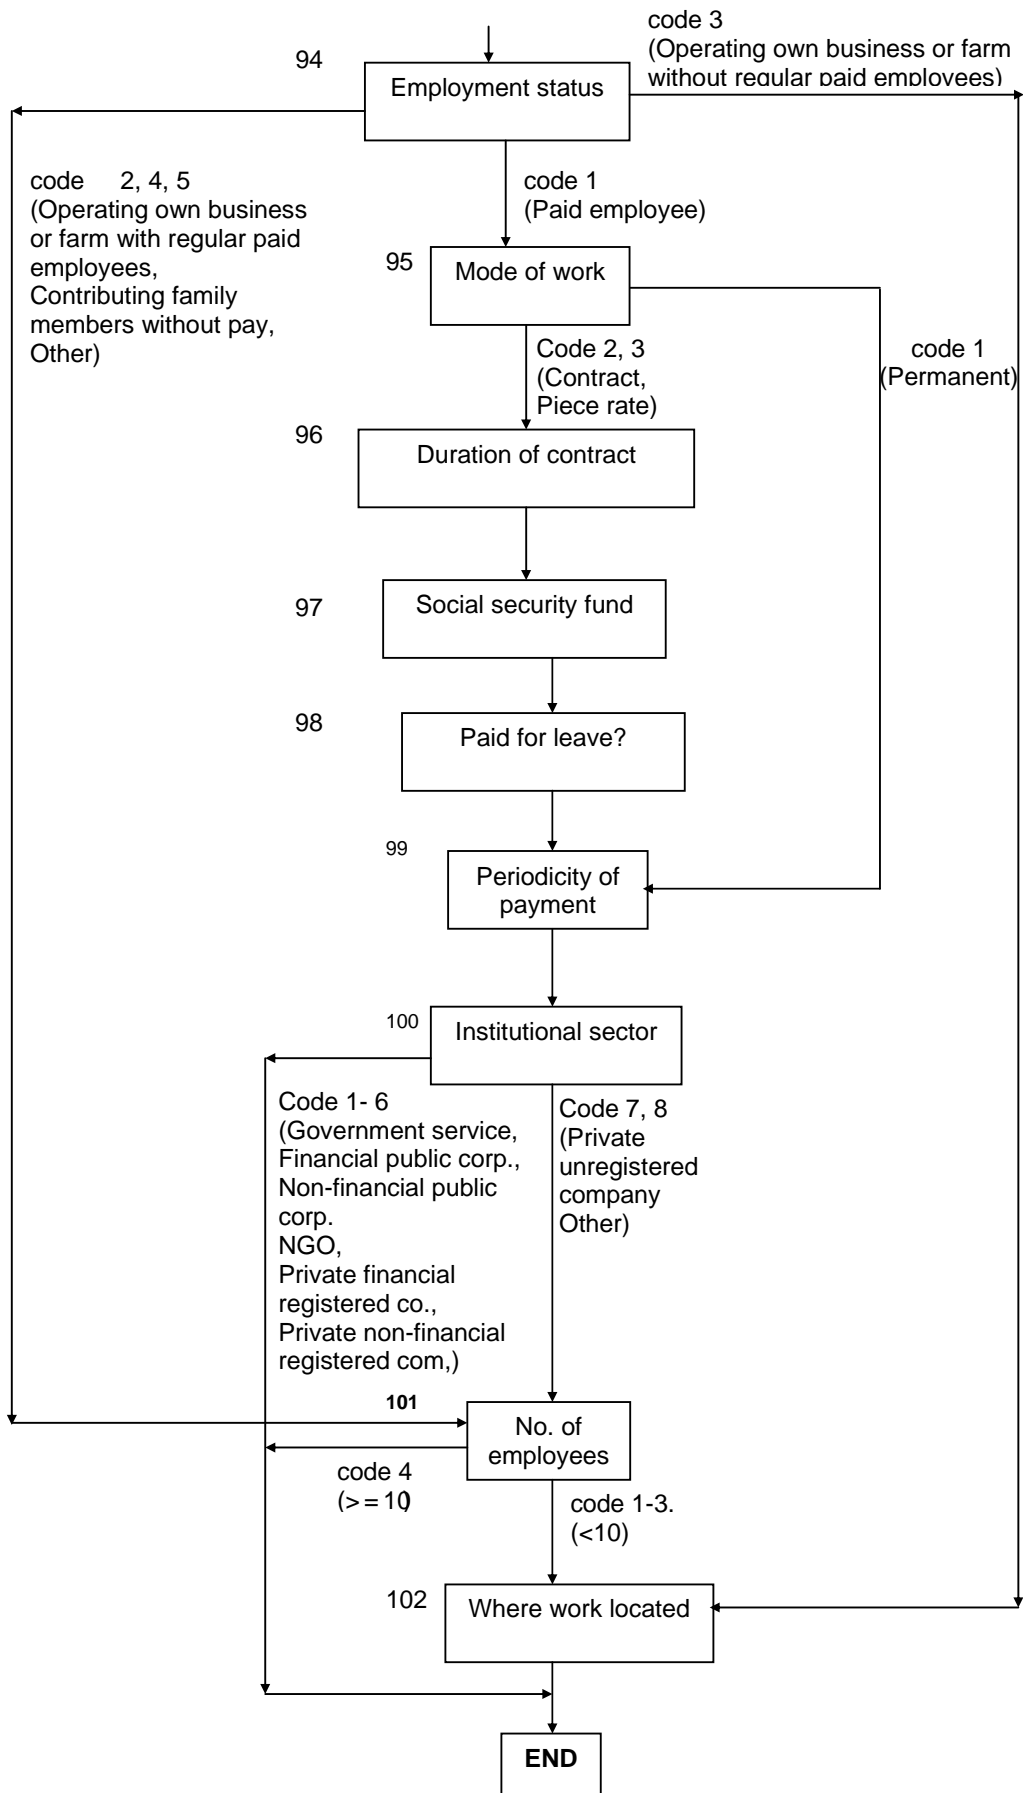 code 3
(Operating own business or farm
without regular paid employees)
94
Employment status
code 2, 4, 5
(Operating own business
or farm with regular paid
employees,
Contributing family
members without pay,
Other)
code 1
(Paid employee)
95
Mode of work
Code 2, 3
(Contract,
Piece rate)
code 1
(Permanent)
96
Duration of contract
97
Social security fund
98
Paid for leave?
99
Periodicity of
payment
100
Institutional sector
Code 1- 6
(Government service,
Financial public corp.,
Non-financial public
corp.
NGO,
Private financial
registered co.,
Private non-financial
registered com,)
Code 7, 8
(Private
unregistered
company
Other)
101
No. of
employees
code 4
(>=10)
code 1-3.
(<10)
102
Where work located
END